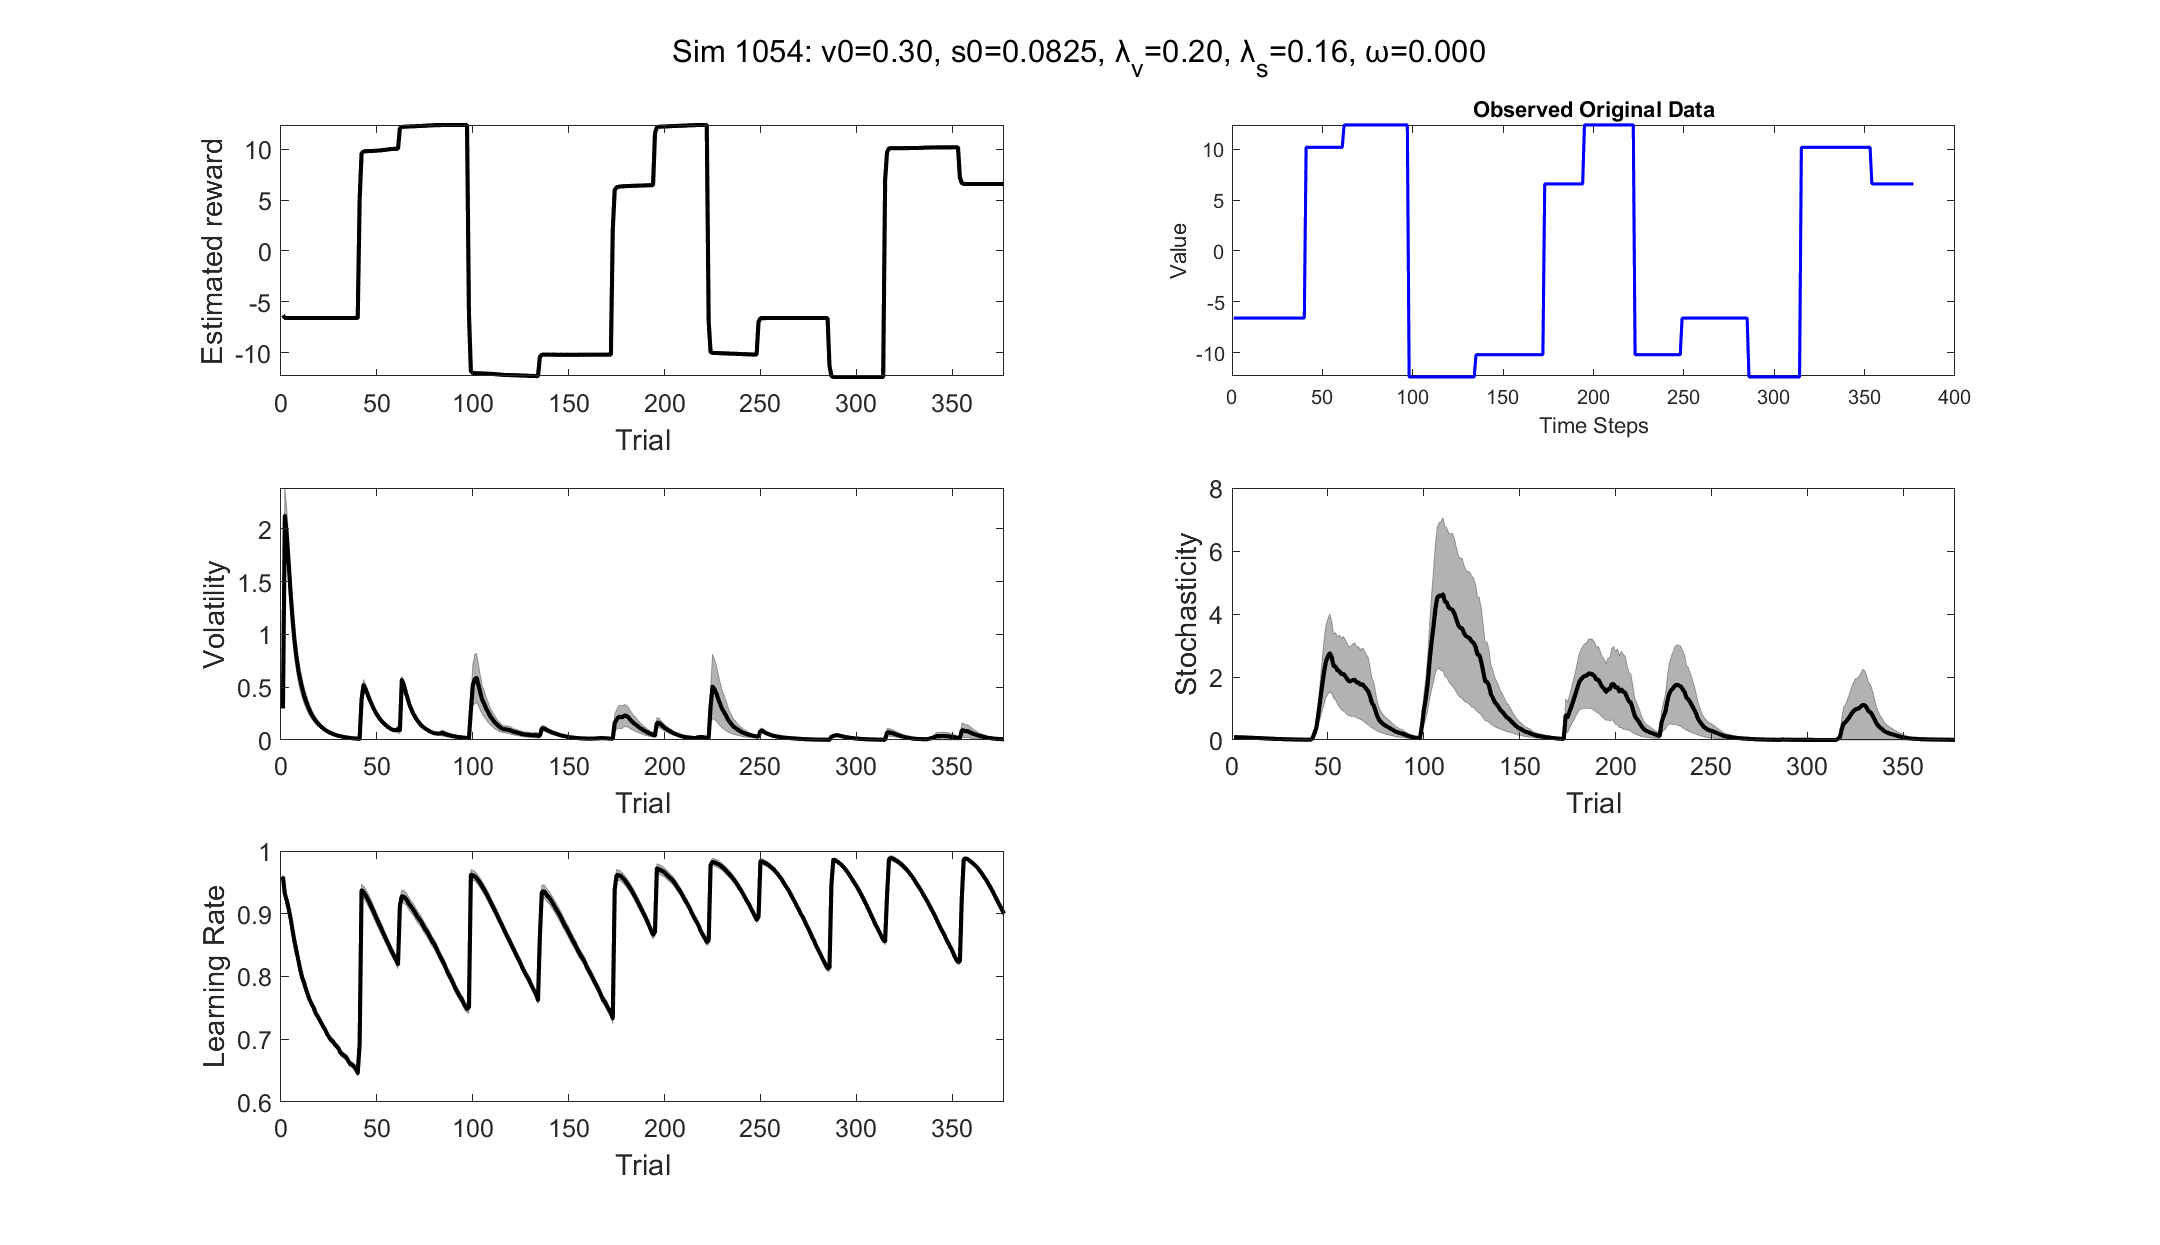 Sim 1054: v0=0.30, s0=0.0825, λ_v=0.20, λ_s=0.16, ω=0.000
Estimated reward
10
5
0
-5
-10
0 50 100 150 200 250 300 350
Trial
Observed Original Data
Value
10
5
0
-5
-10
0 50 100 150 200 250 300 350 400
Time Steps
Volatility
2
1.5
1
0.5
0
0 50 100 150 200 250 300 350
Trial
Stochasticity
8
6
4
2
0
0 50 100 150 200 250 300 350
Trial
Learning Rate
1
0.9
0.8
0.7
0.6
0 50 100 150 200 250 300 350
Trial